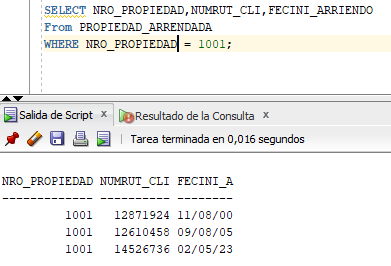 SELECT NRO_PROPIEDAD,NUMRUT_CLI,FECINI_ARRIENDO
From PROPIEDAD_ARRENDADA
WHERE NRO_PROPIEDAD = 1001;
Salida de Script x Resultado de la Consulta x
Tarea terminada en 0,016 segundos
NRO_PROPIEDAD NUMRUT_CLI FECINI_A
------------- ---------- --------
1001 12871924 11/08/00
1001 12610458 09/08/05
1001 14526736 02/05/23